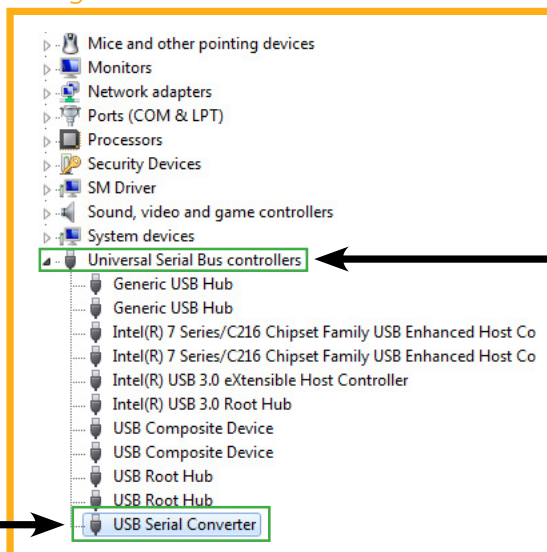 Mice and other pointing devices
Monitors
Network adapters
Ports (COM & LPT)
Processors
Security Devices
SM Driver
Sound, video and game controllers
System devices
Universal Serial Bus controllers
Generic USB Hub
Generic USB Hub
Intel(R) 7 Series/C216 Chipset Family USB Enhanced Host Co
Intel(R) 7 Series/C216 Chipset Family USB Enhanced Host Co
Intel(R) USB 3.0 eXtensible Host Controller
Intel(R) USB 3.0 Root Hub
USB Composite Device
USB Composite Device
USB Root Hub
USB Root Hub
USB Serial Converter